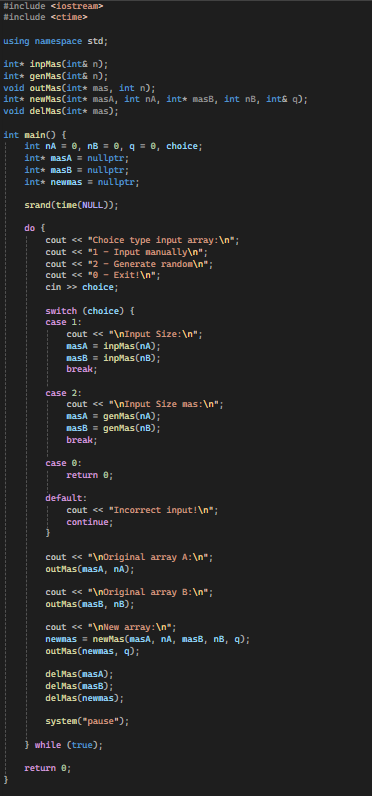 #include <iostream>
#include <ctime>
using namespace std;
int* inpMas(int& n);
int* genMas(int& n);
void outMas(int* mas, int n);
int* newMas(int* masA, int nA, int* masB, int nB, int& q);
void delMas(int* mas);
int main() {
int nA = 0, nB = 0, q = 0, choice;
int* masA = nullptr;
int* masB = nullptr;
int* newmas = nullptr;
srand(time(NULL));
do {
cout << "Choice type input array:\n";
cout << "1 - Input manually\n";
cout << "2 - Generate random\n";
cout << "0 - Exit!\n";
cin >> choice;
switch (choice) {
case 1:
cout << "\nInput Size:\n";
masA = inpMas(nA);
masB = inpMas(nB);
break;
case 2:
cout << "\nInput Size mas:\n";
masA = genMas(nA);
masB = genMas(nB);
break;
case 0:
return 0;
default:
cout << "Incorrect input!\n";
continue;
}
cout << "\nOriginal array A:\n";
outMas(masA, nA);
cout << "\nOriginal array B:\n";
outMas(masB, nB);
cout << "\nNew array:\n";
newmas = newMas(masA, nA, masB, nB, q);
outMas(newmas, q);
delMas(masA);
delMas(masB);
delMas(newmas);
system("pause");
} while (true);
return 0;
}